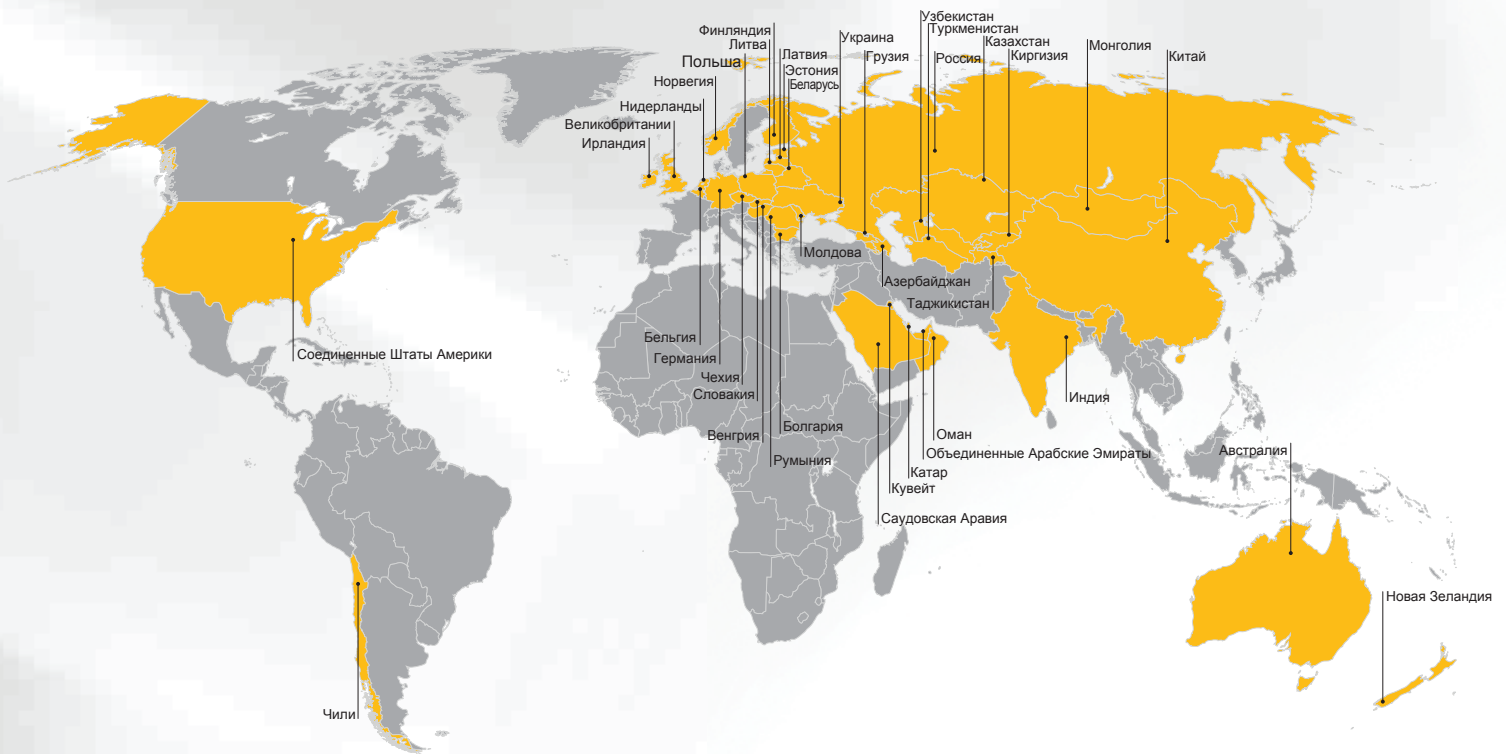 Узбекистан
Финляндия
Туркменистан
Литва
Украина
Казахстан
Монголия
Польша
Латвия
Грузия
Россия
Киргизия
Китай
Эстония
Норвегия
Беларусь
Нидерланды
Великобритании
Ирландия
Молдова
Азербайджан
Таджикистан
Бельгия
Соединенные Штаты Америки
Германия
Чехия
Словакия
Индия
Болгария
Венгрия
Оман
Австралия
Объединенные Арабские Эмираты
Румыния
Катар
Кувейт
Саудовская Аравия
Новая Зеландия
Чили